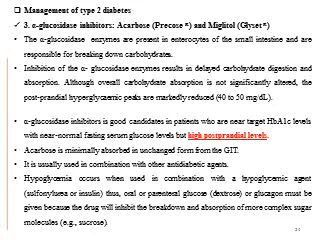 ❑ Management of type 2 diabetes
✓ 3. α-glucosidase inhibitors: Acarbose (Precose ®) and Miglitol (Glyset ®)
• The α-glucosidase enzymes are present in enterocytes of the small intestine and are
responsible for breaking down carbohydrates.
• Inhibition of the α- glucosidase enzymes results in delayed carbohydrate digestion and
absorption. Although overall carbohydrate absorption is not significantly altered, the
post-prandial hyperglycaemic peaks are markedly reduced (40 to 50 mg/dL).
• α-glucosidase inhibitors is good candidates in patients who are near target HbA1c levels
with near-normal fasting serum glucose levels but high postprandial levels.
• Acarbose is minimally absorbed in unchanged form from the GIT.
• It is usually used in combination with other antidiabetic agents.
• Hypoglycemia occurs when used in combination with a hypoglycemic agent
(sulfonylurea or insulin) thus, oral or parenteral glucose (dextrose) or glucagon must be
given because the drug will inhibit the breakdown and absorption of more complex sugar
molecules (e.g., sucrose).